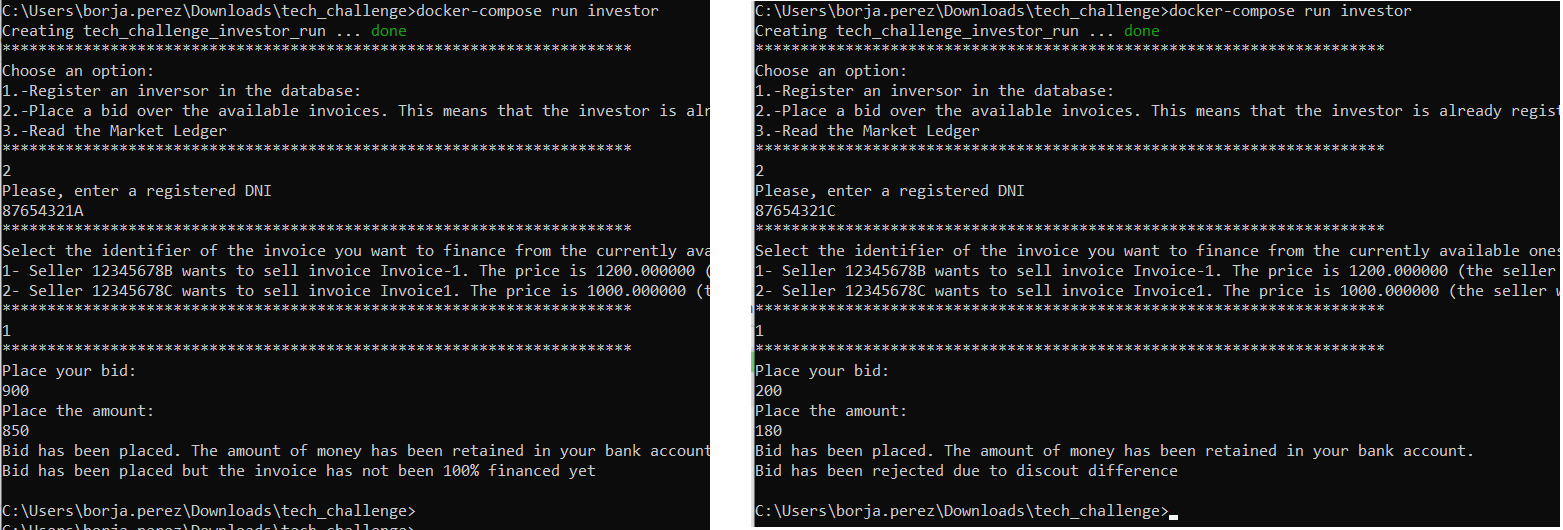 C:\Users\borja.perez\Downloads\tech_challenge>docker-compose run investor
Creating tech_challenge_investor_run ... done
**********************************************************************
Choose an option:
1.-Register an inversor in the database:
2.-Place a bid over the available invoices. This means that the investor is alr
3.-Read the Market Ledger
**********************************************************************
2
Please, enter a registered DNI
87654321A
**********************************************************************
Select the identifier of the invoice you want to finance from the currently ava
1- Seller 12345678B wants to sell invoice Invoice-1. The price is 1200.000000 (
2- Seller 12345678C wants to sell invoice Invoice1. The price is 1000.000000 (t
**********************************************************************
1
**********************************************************************
Place your bid:
900
Place the amount:
850
Bid has been placed. The amount of money has been retained in your bank account
Bid has been placed but the invoice has not been 100% financed yet
C:\Users\borja.perez\Downloads\tech_challenge>
C:\Users\borja.perez\Downloads\tech_challenge>
C:\Users\borja.perez\Downloads\tech_challenge>docker-compose run investor
Creating tech_challenge_investor_run ... done
**********************************************************************
Choose an option:
1.-Register an inversor in the database:
2.-Place a bid over the available invoices. This means that the investor is already regist
3.-Read the Market Ledger
**********************************************************************
2
Please, enter a registered DNI
87654321C
**********************************************************************
Select the identifier of the invoice you want to finance from the currently available ones
1- Seller 12345678B wants to sell invoice Invoice-1. The price is 1200.000000 (the seller
2- Seller 12345678C wants to sell invoice Invoice1. The price is 1000.000000 (the seller w
**********************************************************************
1
**********************************************************************
Place your bid:
200
Place the amount:
180
Bid has been placed. The amount of money has been retained in your bank account.
Bid has been rejected due to discout difference
C:\Users\borja.perez\Downloads\tech_challenge>